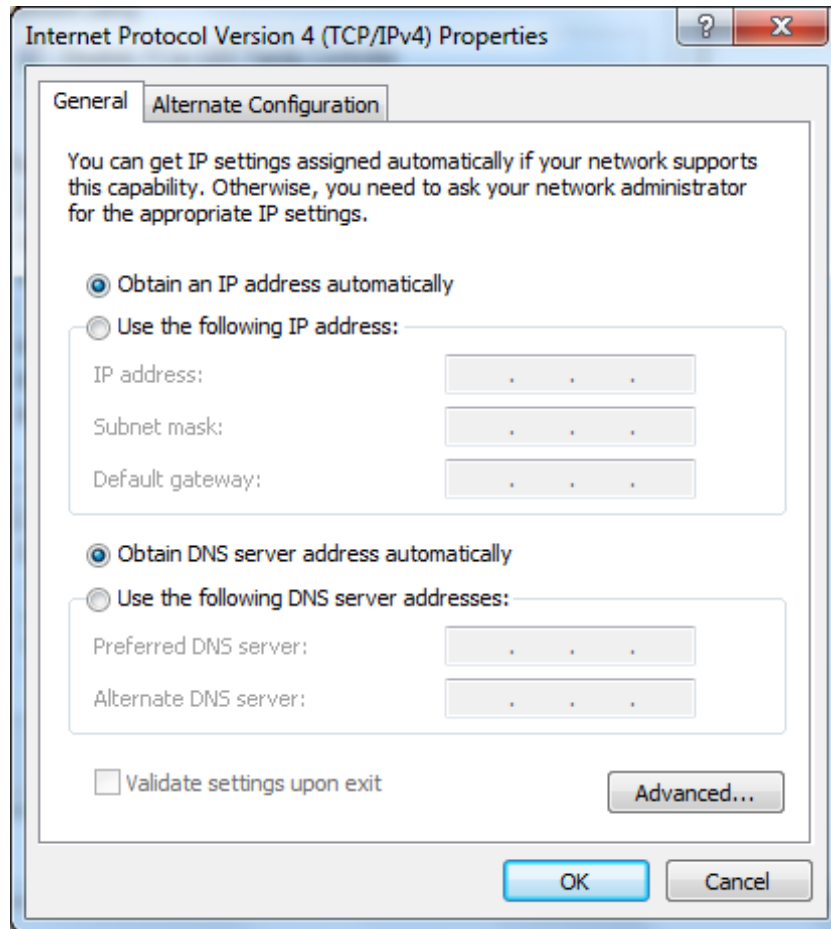 Internet Protocol Version 4 (TCP/IPv4) Properties
?
X
General
Alternate Configuration
You can get IP settings assigned automatically if your network supports
this capability. Otherwise, you need to ask your network administrator
for the appropriate IP settings.
Obtain an IP address automatically
Use the following IP address:
IP address:
. . .
Subnet mask:
. . .
Default gateway:
. . .
Obtain DNS server address automatically
Use the following DNS server addresses:
Preferred DNS server:
. . .
Alternate DNS server:
. . .
Validate settings upon exit
Advanced...
OK
Cancel